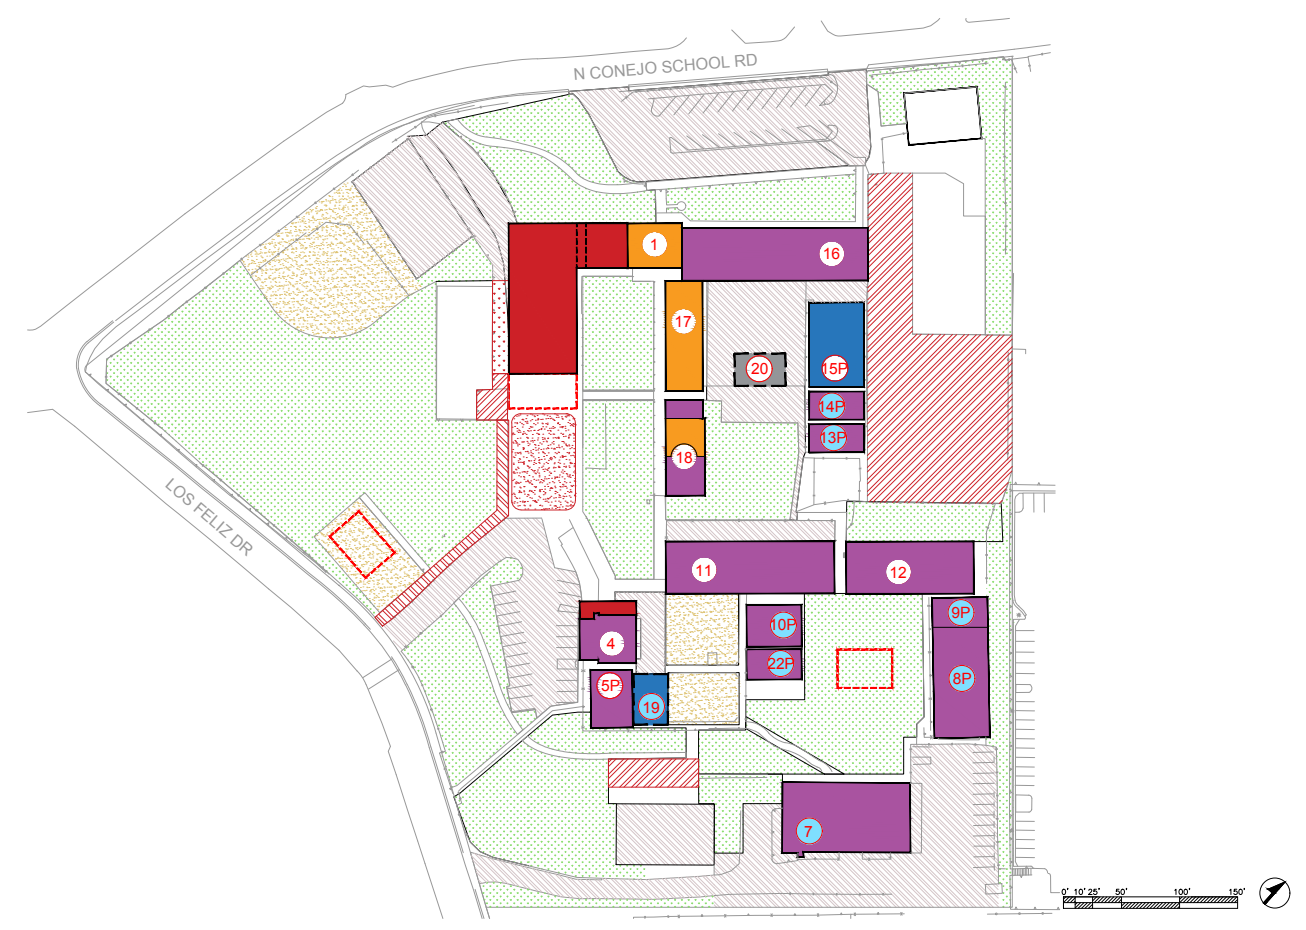 N CONEJO SCHOOL RD
1
16
17
20
15P
14P
13P
18
LOS FELIZ DR
11
12
9P
10P
4
22P
8P
5P
19
7
0' 10' 25' 50' 100' 150'